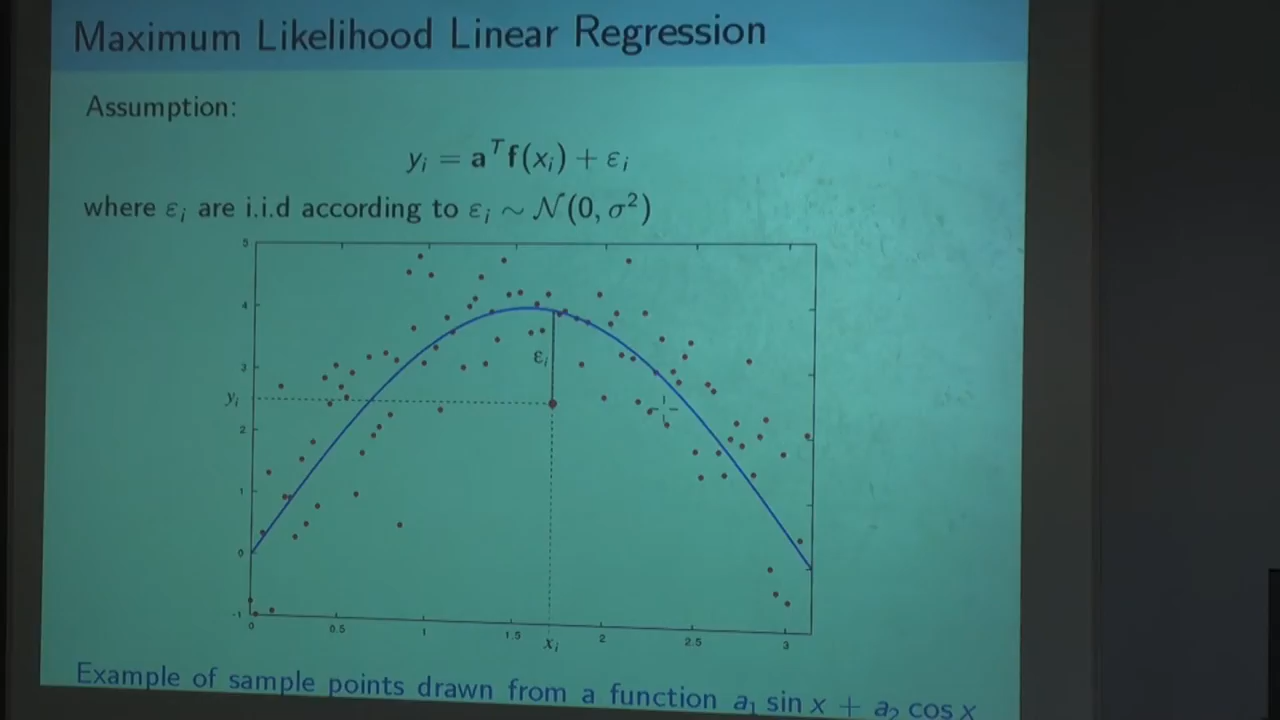 Maximum Likelihood Linear Regression
Assumption:
yᵢ = aᵀf(xᵢ) + εᵢ
where εᵢ are i.i.d according to εᵢ ∼ 𝒩(0, σ²)
5
4
3
εᵢ
yᵢ
2
1
0
-1
0 0.5 1 1.5 xᵢ 2 2.5 3
Example of sample points drawn from a function a₁ sin x + a₂ cos x